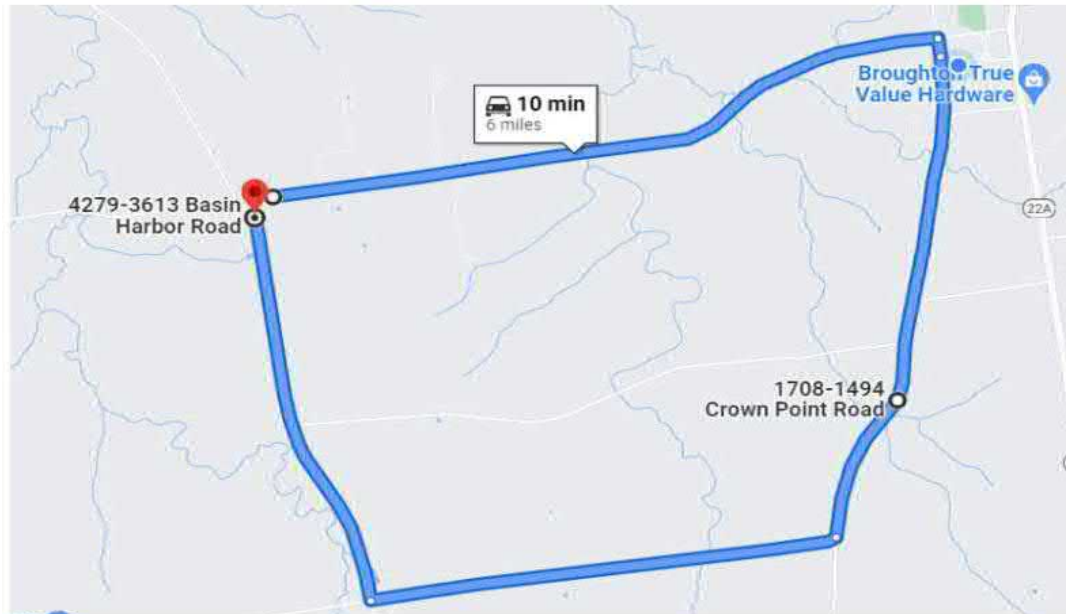 Broughton True
Value Hardware
10 min
6 miles
4279-3613 Basin
Harbor Road
22A
1708-1494
Crown Point Road